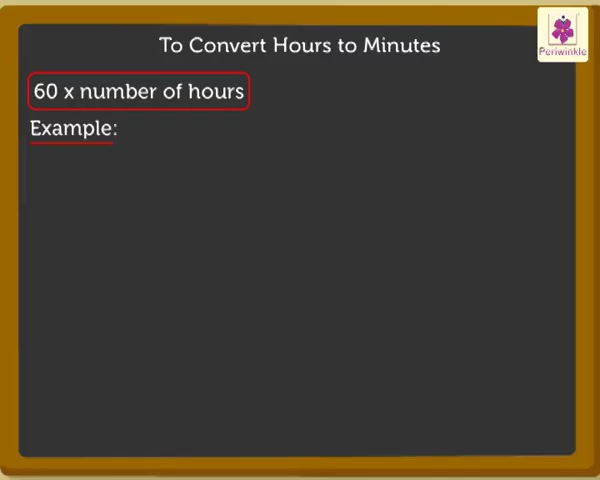 To Convert Hours to Minutes
Periwinkle
60 x number of hours
Example: